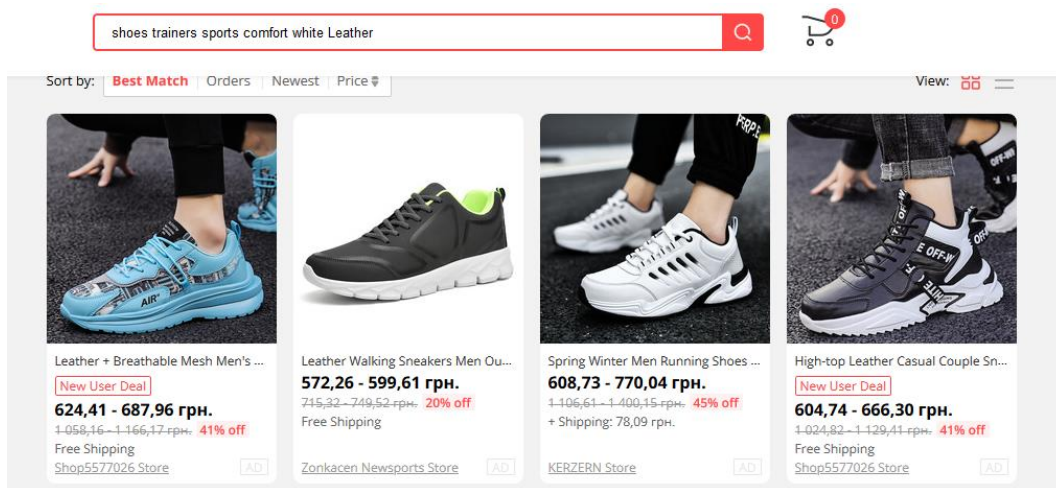 shoes trainers sports comfort white Leather
0
Sort by: Best Match Orders Newest Price
View:
AIR
PERP.E
OFF-W
E OFF-W
WHITE
Leather + Breathable Mesh Men's ...
New User Deal
624,41 - 687,96 грн.
1 058,16 - 1 166,17 грн. 41% off
Free Shipping
Shop5577026 Store
AD
Leather Walking Sneakers Men Ou...
572,26 - 599,61 грн.
715,32 - 749,52 грн. 20% off
Free Shipping
Zonkacen Newsports Store
AD
Spring Winter Men Running Shoes ...
608,73 - 770,04 грн.
1 106,61 - 1 400,15 грн. 45% off
+ Shipping: 78,09 грн.
KERZERN Store
AD
High-top Leather Casual Couple Sn...
New User Deal
604,74 - 666,30 грн.
1 024,82 - 1 129,41 грн. 41% off
Free Shipping
Shop5577026 Store
AD